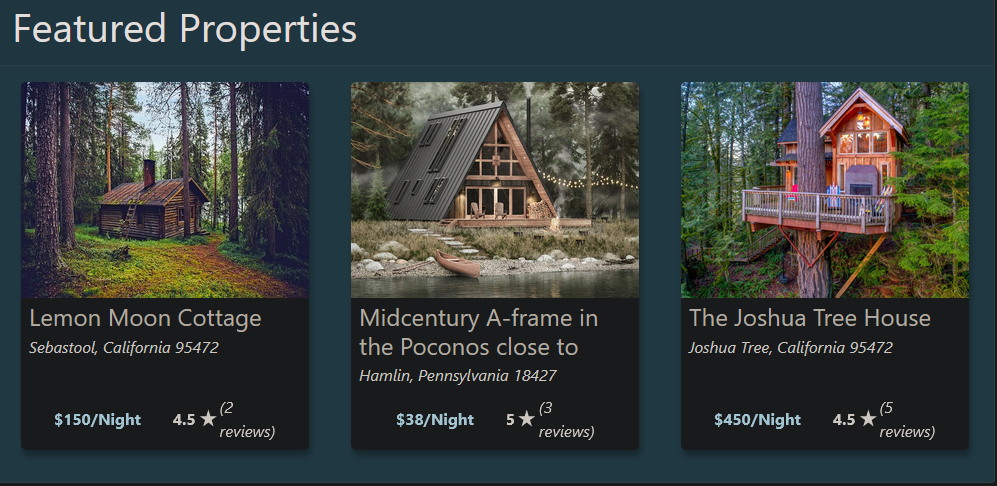 Featured Properties
Lemon Moon Cottage
Sebastool, California 95472
$150/Night 4.5 ★ (2
reviews)
Midcentury A-frame in
the Poconos close to
Hamlin, Pennsylvania 18427
$38/Night 5 ★ (3
reviews)
The Joshua Tree House
Joshua Tree, California 95472
$450/Night 4.5 ★ (5
reviews)